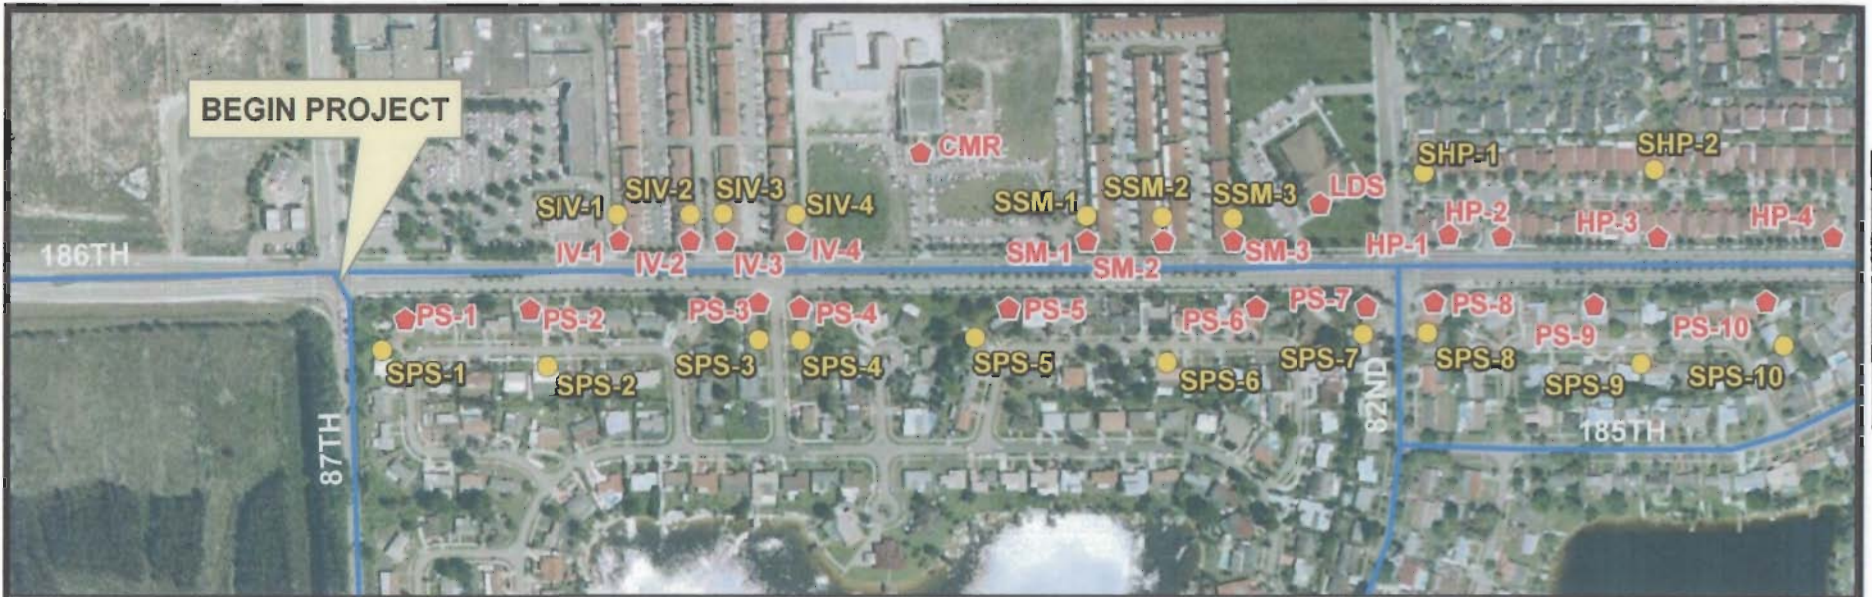 BEGIN PROJECT
CMR
SHP-1
SHP-2
SIV-1
SIV-2
SIV-3
SIV-4
SSM-1
SSM-2
SSM-3
LDS
IV-1
IV-2
IV-3
IV-4
SM-1
SM-2
SM-3
HP-1
HP-2
HP-3
HP-4
186TH
PS-1
PS-2
PS-3
PS-4
PS-5
PS-6
PS-7
PS-8
PS-9
PS-10
SPS-1
SPS-2
SPS-3
SPS-4
SPS-5
SPS-6
SPS-7
SPS-8
SPS-9
SPS-10
87TH
82ND
185TH